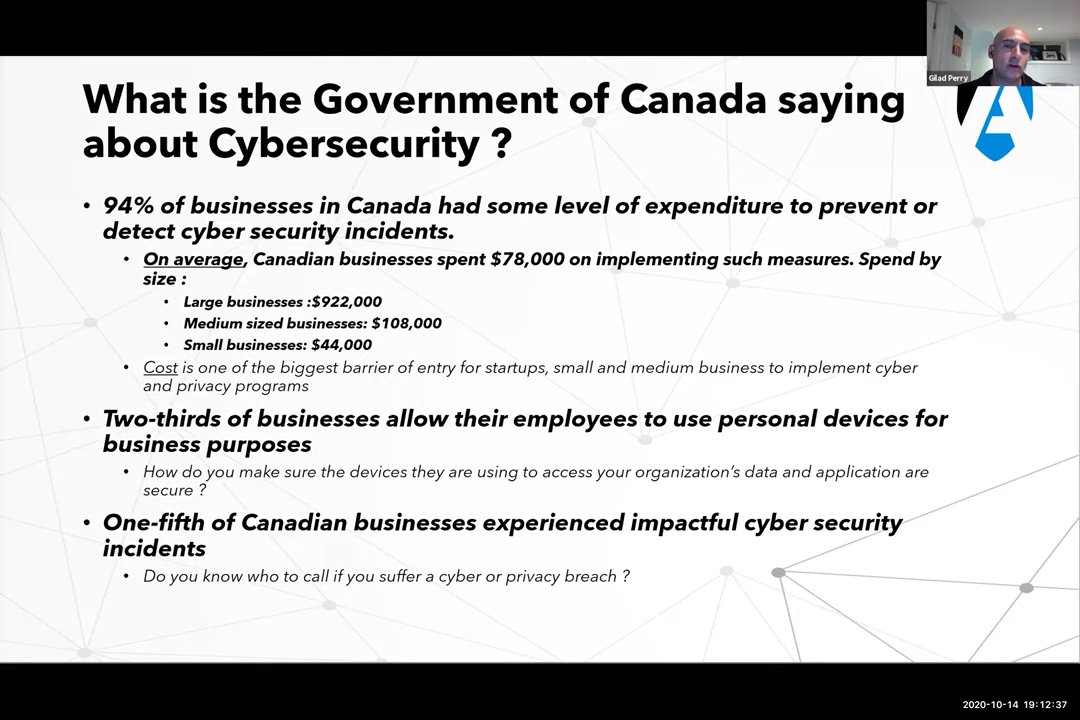 Gilad Perry
What is the Government of Canada saying
about Cybersecurity ?
• 94% of businesses in Canada had some level of expenditure to prevent or
detect cyber security incidents.
• On average, Canadian businesses spent $78,000 on implementing such measures. Spend by
size :
• Large businesses :$922,000
• Medium sized businesses: $108,000
• Small businesses: $44,000
• Cost is one of the biggest barrier of entry for startups, small and medium business to implement cyber
and privacy programs
• Two-thirds of businesses allow their employees to use personal devices for
business purposes
• How do you make sure the devices they are using to access your organization's data and application are
secure ?
• One-fifth of Canadian businesses experienced impactful cyber security
incidents
• Do you know who to call if you suffer a cyber or privacy breach ?
2020-10-14 19:12:37